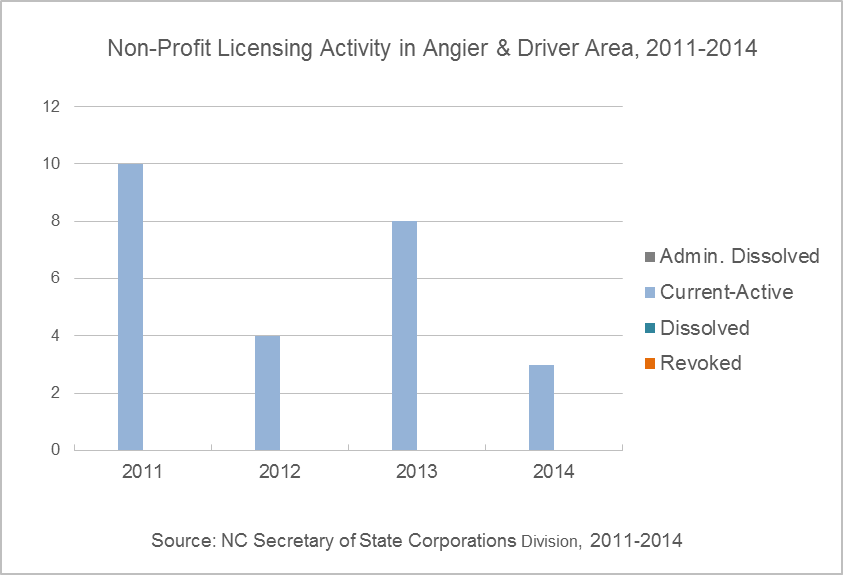 Non-Profit Licensing Activity in Angier & Driver Area, 2011-2014
12
10
8
6
4
2
0
2011 2012 2013 2014
Admin. Dissolved
Current-Active
Dissolved
Revoked
Source: NC Secretary of State Corporations Division, 2011-2014